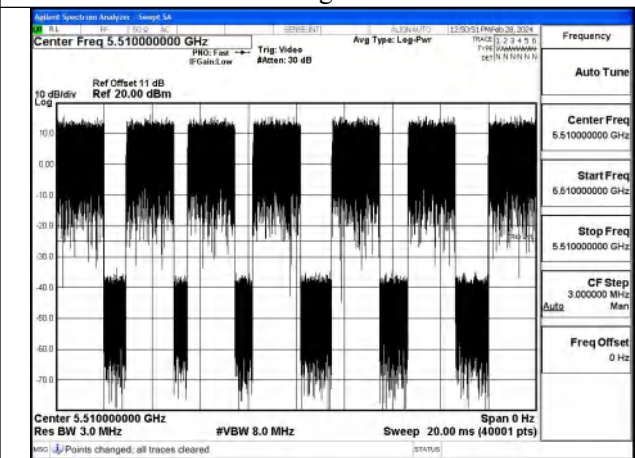 Agilent Spectrum Analyzer - Swept SA
RL RF 50 Ω AC SENSE:INT ALIGNAUTO 12:50:51 PM Feb 28, 2024
Center Freq 5.510000000 GHz
PNO: Fast
IFGain:Low
Trig: Video
#Atten: 30 dB
Avg Type: Log-Pwr
TRACE 1 2 3 4 5 6
TYPE
DET N N N N N N
Ref Offset 11 dB
10 dB/div Ref 20.00 dBm
Log
10.0
0.00
-10.0
-20.0
-30.0
-40.0
-50.0
-60.0
-70.0
Center 5.510000000 GHz Span 0 Hz
Res BW 3.0 MHz #VBW 8.0 MHz Sweep 20.00 ms (40001 pts)
MSG Points changed; all traces cleared STATUS
Frequency
Auto Tune
Center Freq
5.510000000 GHz
Start Freq
5.510000000 GHz
Stop Freq
5.510000000 GHz
CF Step
3.000000 MHz
Auto Man
Freq Offset
0 Hz